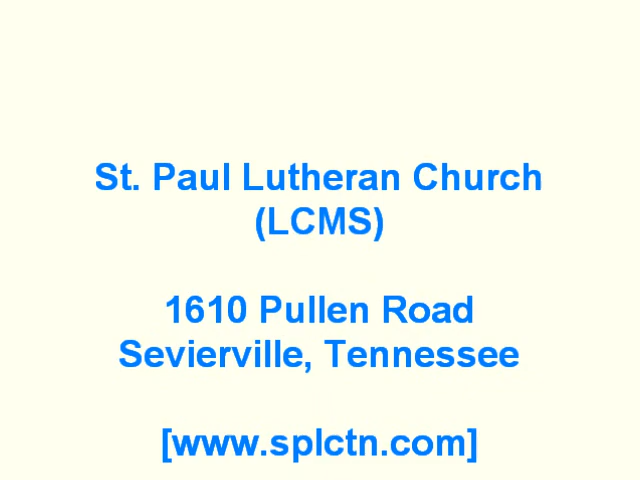 St. Paul Lutheran Church
(LCMS)
1610 Pullen Road
Sevierville, Tennessee
[www.splctn.com]